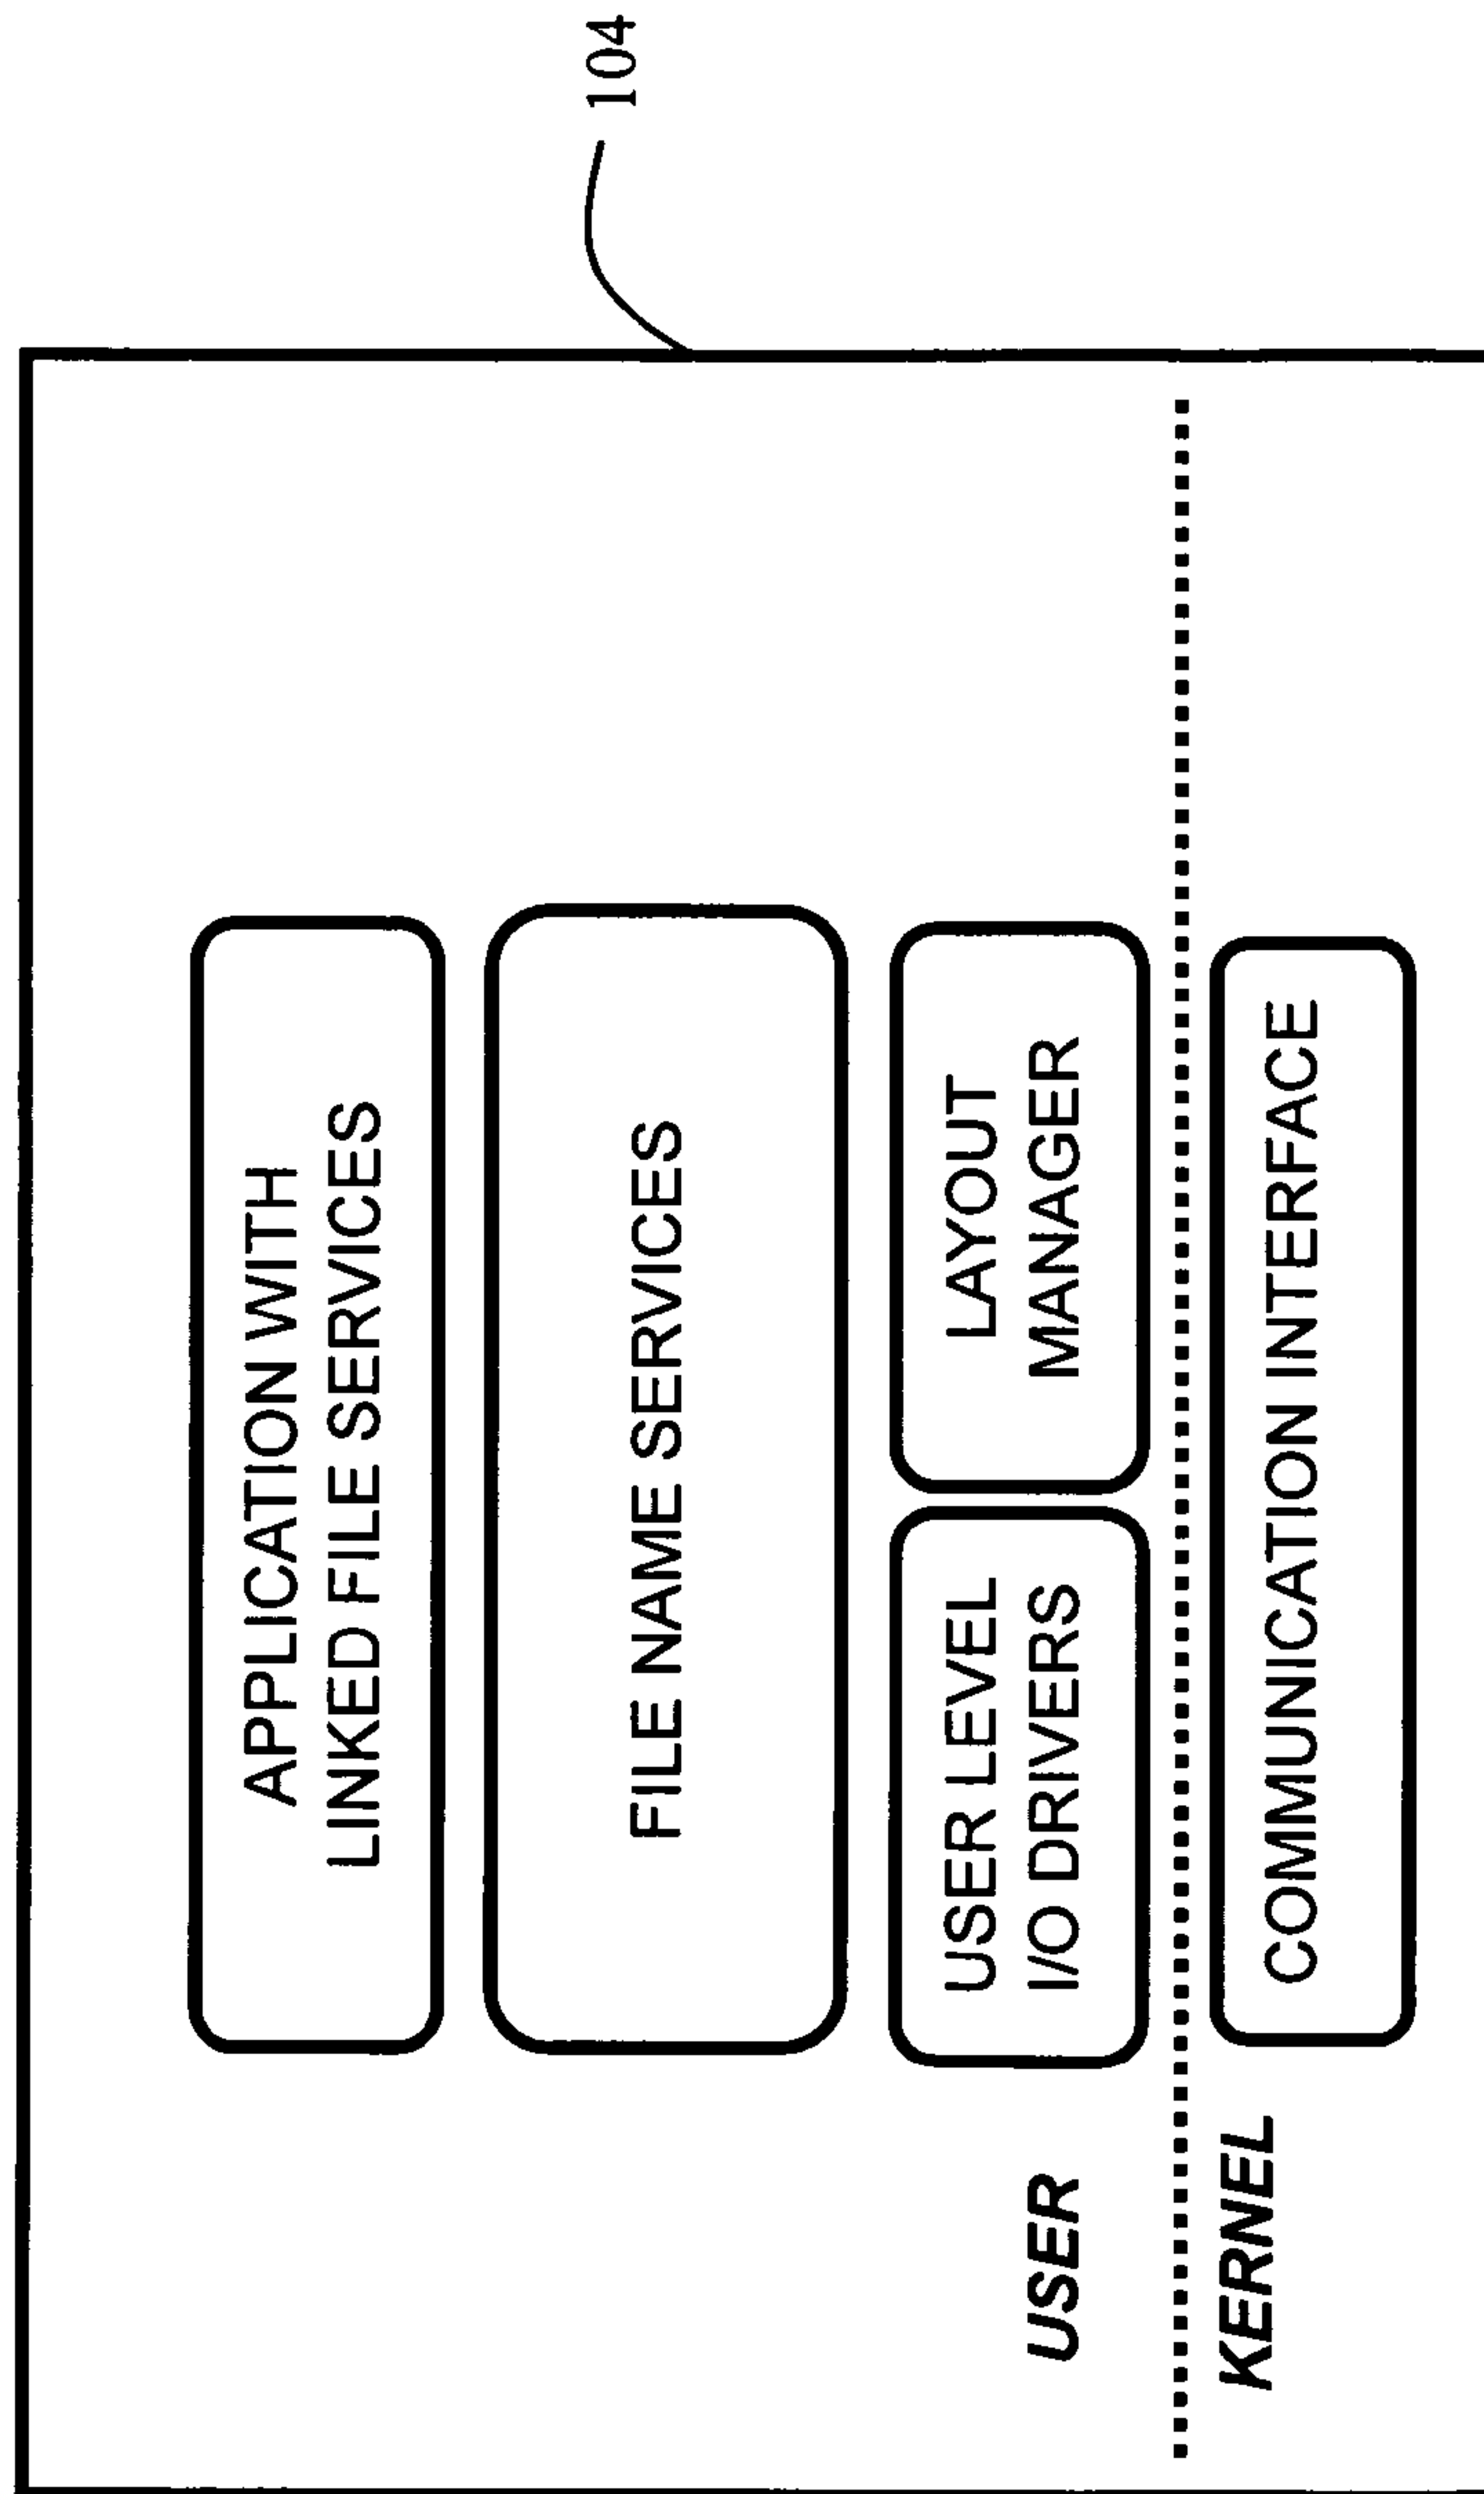 104
APPLICATION WITH
LINKED FILE SERVICES
FILE NAME SERVICES
USER LEVEL
I/O DRIVERS
LAYOUT
MANAGER
USER
KERNEL
COMMUNICATION INTERFACE